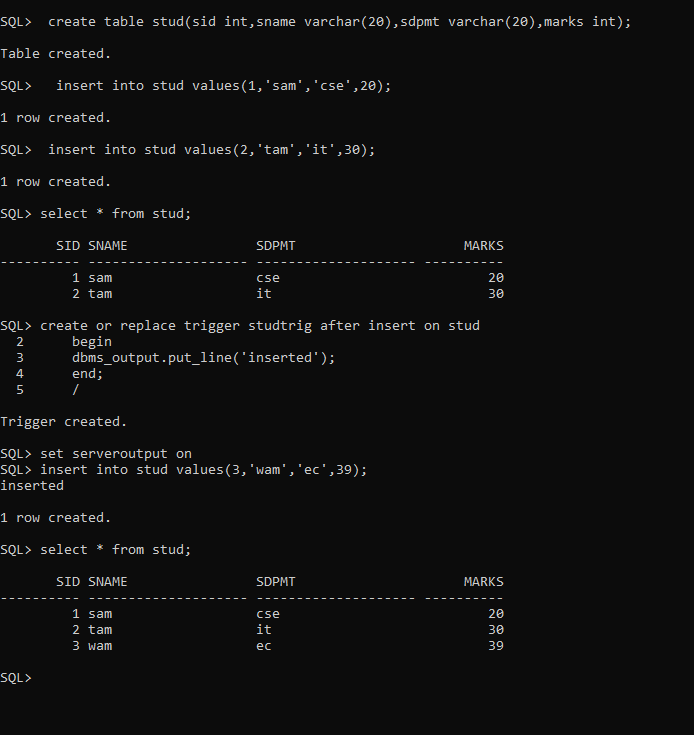 SQL>  create table stud(sid int,sname varchar(20),sdpmt varchar(20),marks int);
Table created.
SQL>   insert into stud values(1,'sam','cse',20);
1 row created.
SQL>  insert into stud values(2,'tam','it',30);
1 row created.
SQL> select * from stud;
       SID SNAME                SDPMT                     MARKS
---------- -------------------- -------------------- ----------
         1 sam                  cse                          20
         2 tam                  it                           30
SQL> create or replace trigger studtrig after insert on stud
  2      begin
  3      dbms_output.put_line('inserted');
  4      end;
  5      /
Trigger created.
SQL> set serveroutput on
SQL> insert into stud values(3,'wam','ec',39);
inserted
1 row created.
SQL> select * from stud;
       SID SNAME                SDPMT                     MARKS
---------- -------------------- -------------------- ----------
         1 sam                  cse                          20
         2 tam                  it                           30
         3 wam                  ec                           39
SQL>